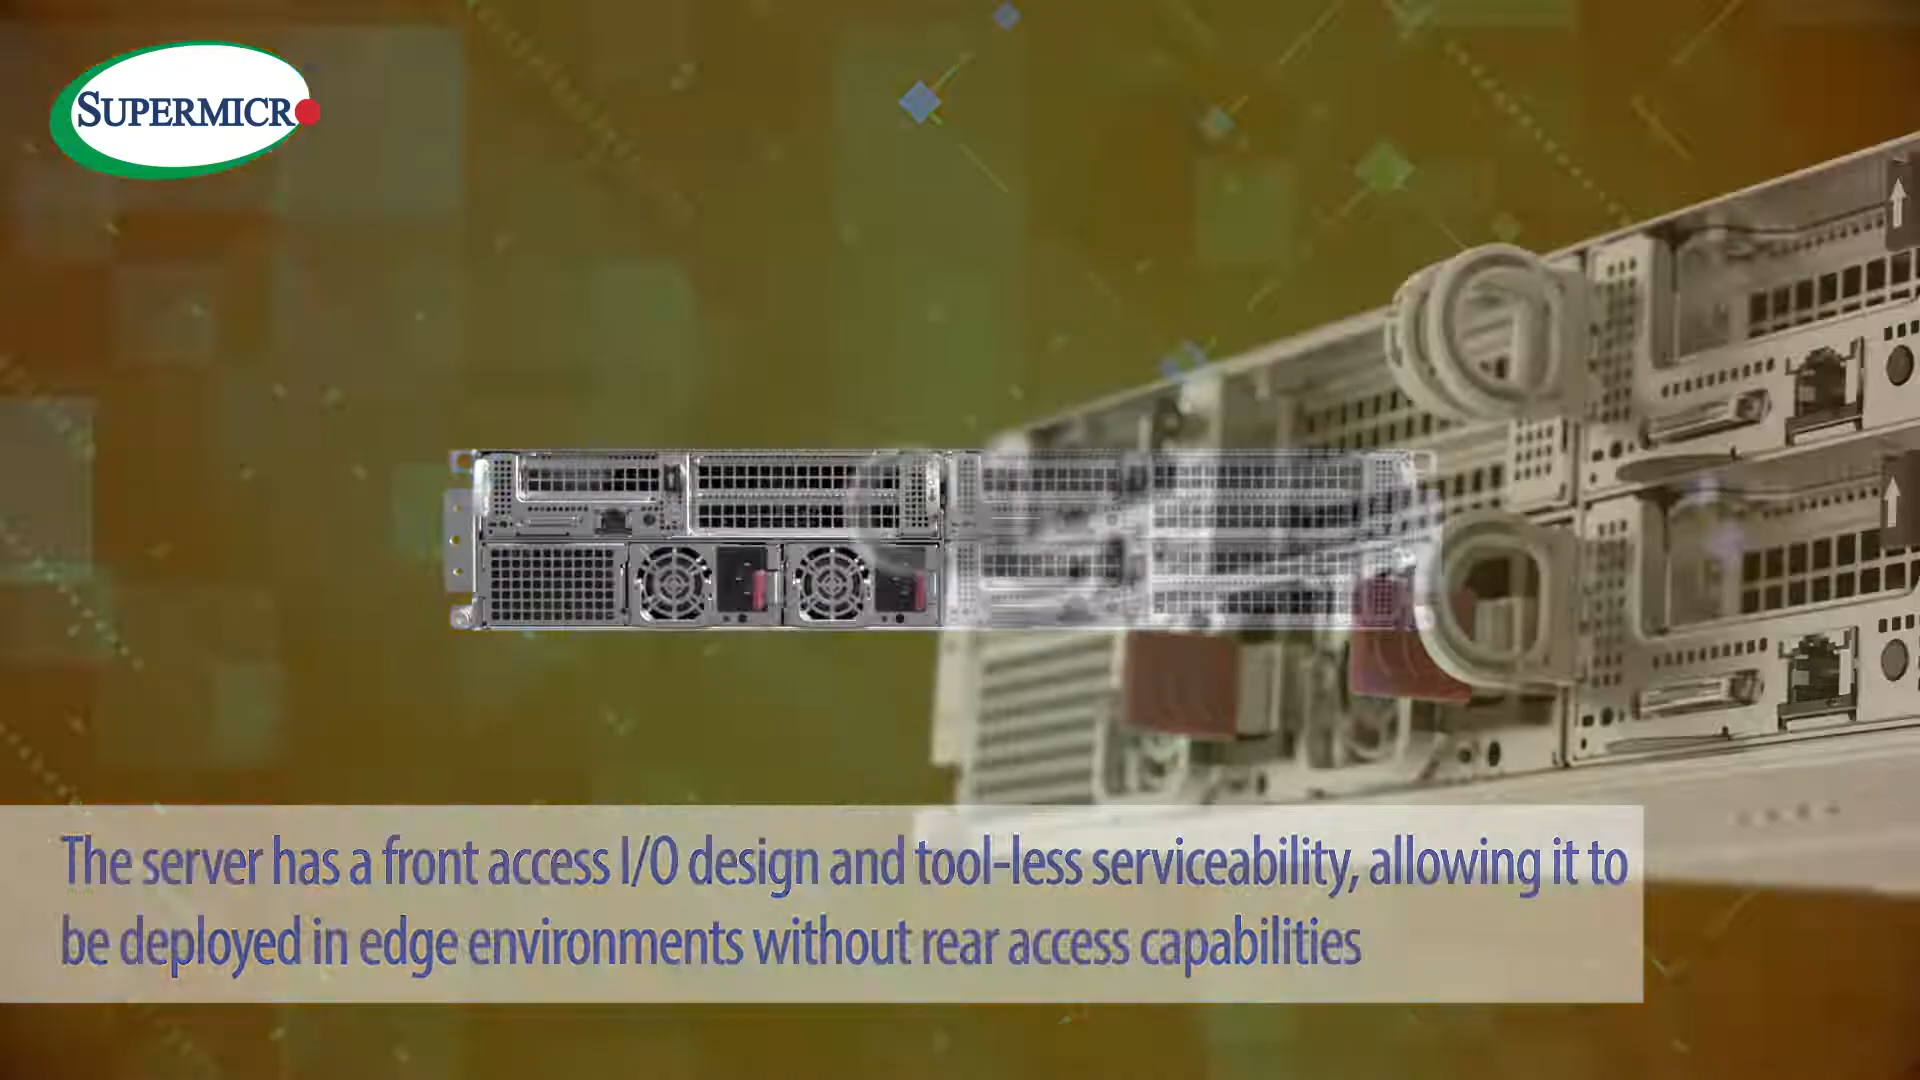 SUPERMICR
The server has a front access I/O design and tool-less serviceability, allowing it to
be deployed in edge environments without rear access capabilities